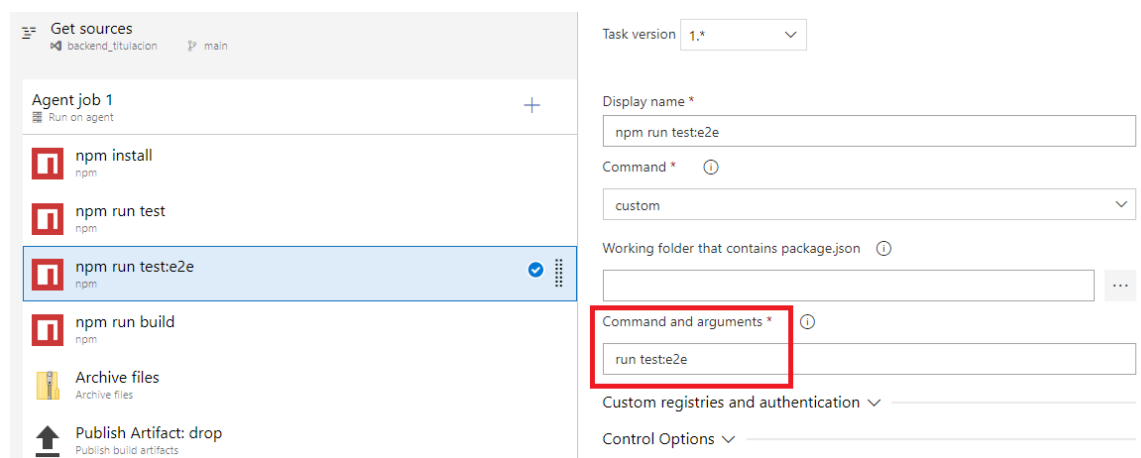 Get sources
backend_titulacion main
Agent job 1
Run on agent
npm install
npm
npm run test
npm
npm run test:e2e
npm
npm run build
npm
Archive files
Archive files
Publish Artifact: drop
Publish build artifacts
Task version 1.*
Display name *
npm run test:e2e
Command *
custom
Working folder that contains package.json
...
Command and arguments *
run test:e2e
Custom registries and authentication
Control Options